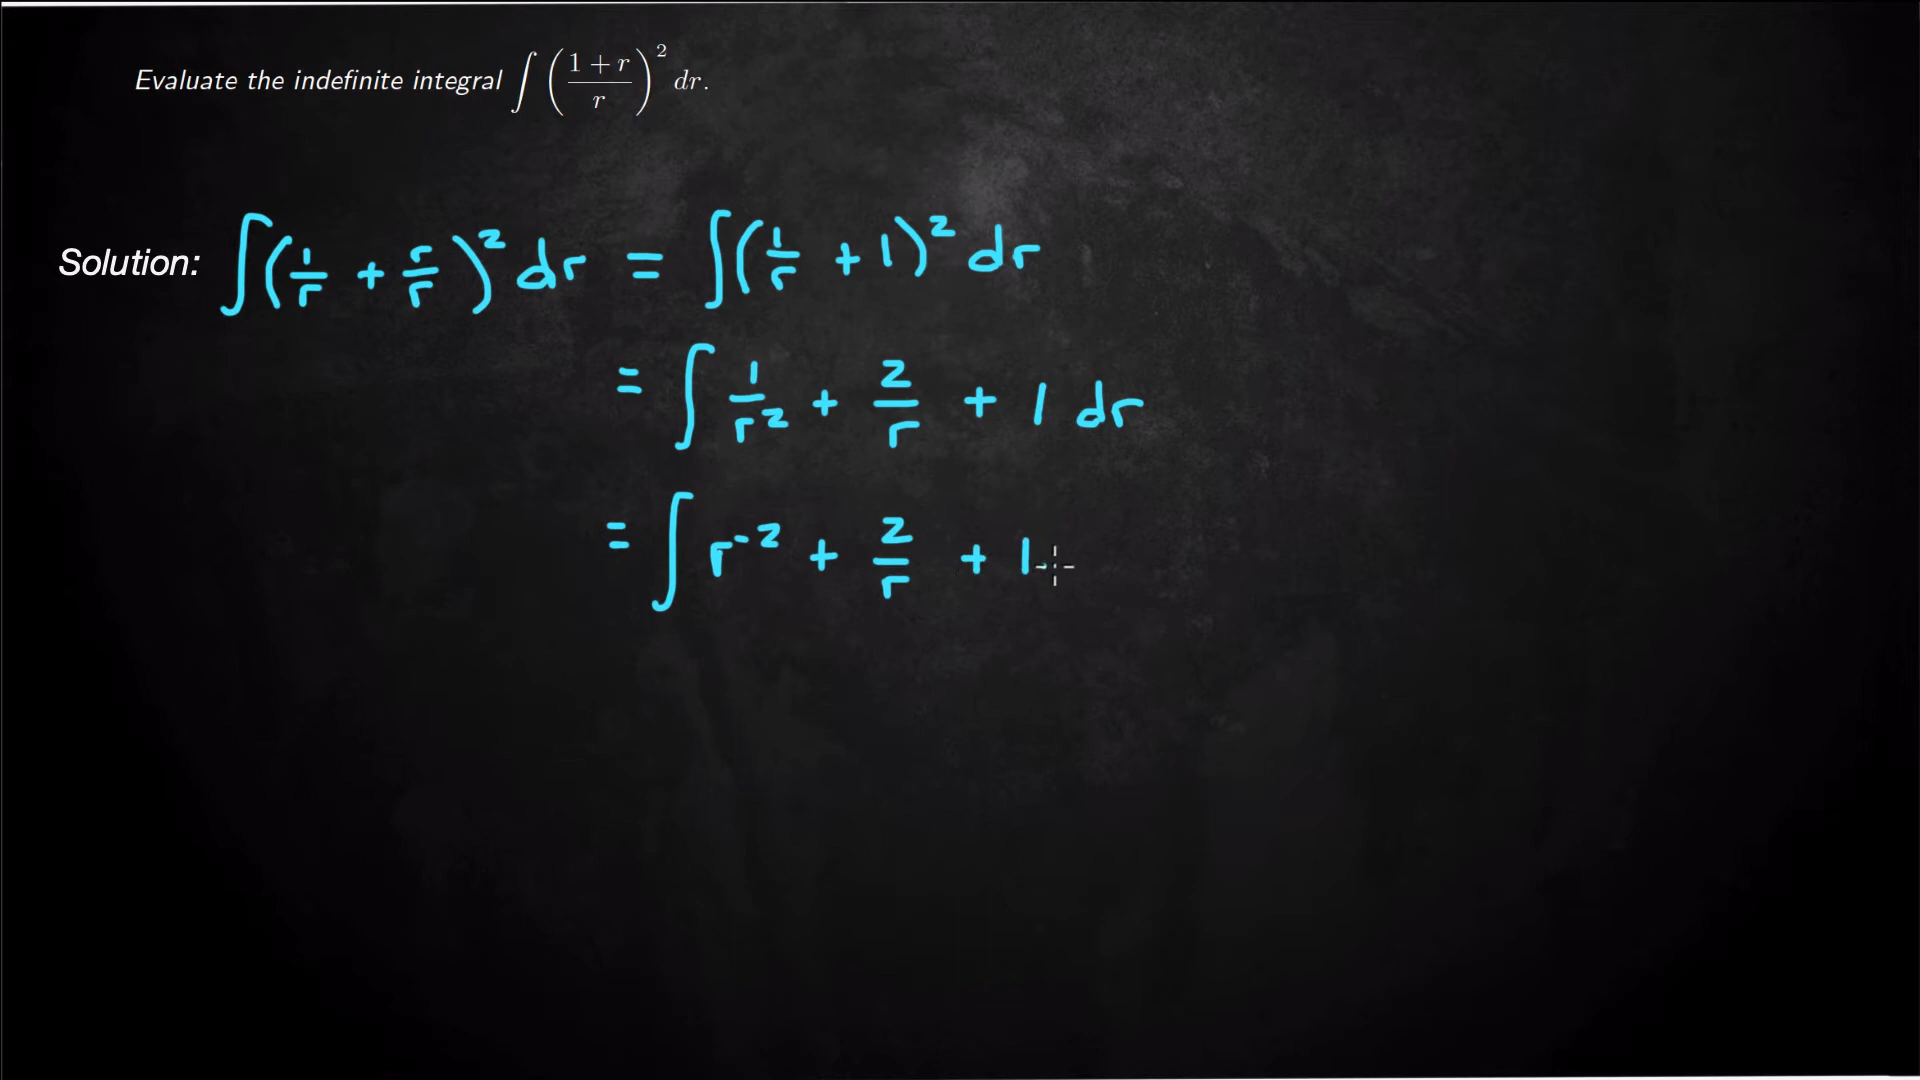 Evaluate the indefinite integral ∫ ((1 + r)/r)² dr.
Solution: ∫(1/r + r/r)² dr = ∫(1/r + 1)² dr
= ∫ 1/r² + 2/r + 1 dr
= ∫ r⁻² + 2/r + 1